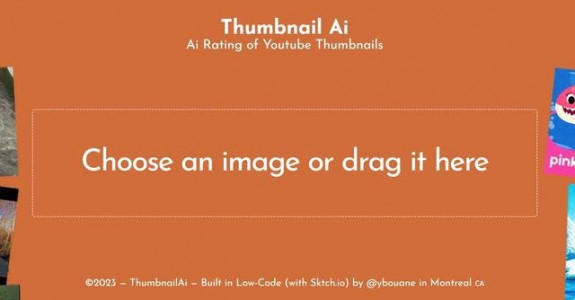 Thumbnail Ai
Ai Rating of Youtube Thumbnails
Choose an image or drag it here
pink
©2023 – ThumbnailAi – Built in Low-Code (with Sktch.io) by @ybouane in Montreal CA